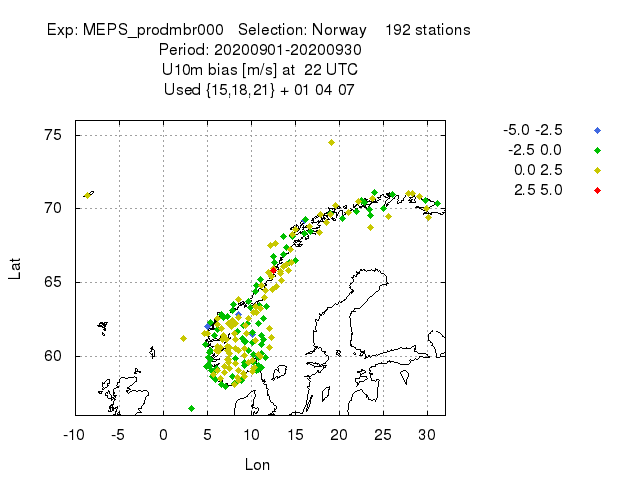 Exp: MEPS_prodmbr000 Selection: Norway 192 stations
Period: 20200901-20200930
U10m bias [m/s] at 22 UTC
Used {15,18,21} + 01 04 07
-5.0 -2.5
-2.5 0.0
0.0 2.5
2.5 5.0
75
70
65
60
Lat
-10 -5 0 5 10 15 20 25 30
Lon